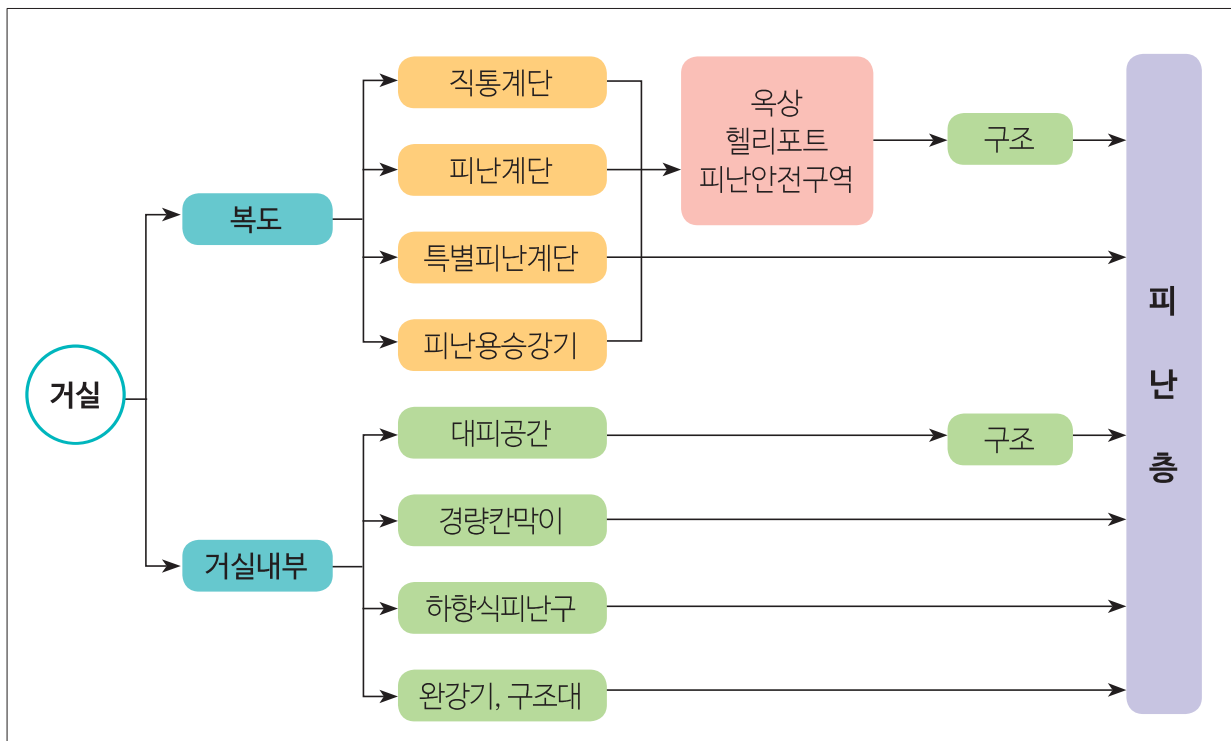 거실
복도
거실내부
직통계단
피난계단
특별피난계단
피난용승강기
대피공간
경량칸막이
하향식피난구
완강기, 구조대
옥상
헬리포트
피난안전구역
구조
구조
피
난
층